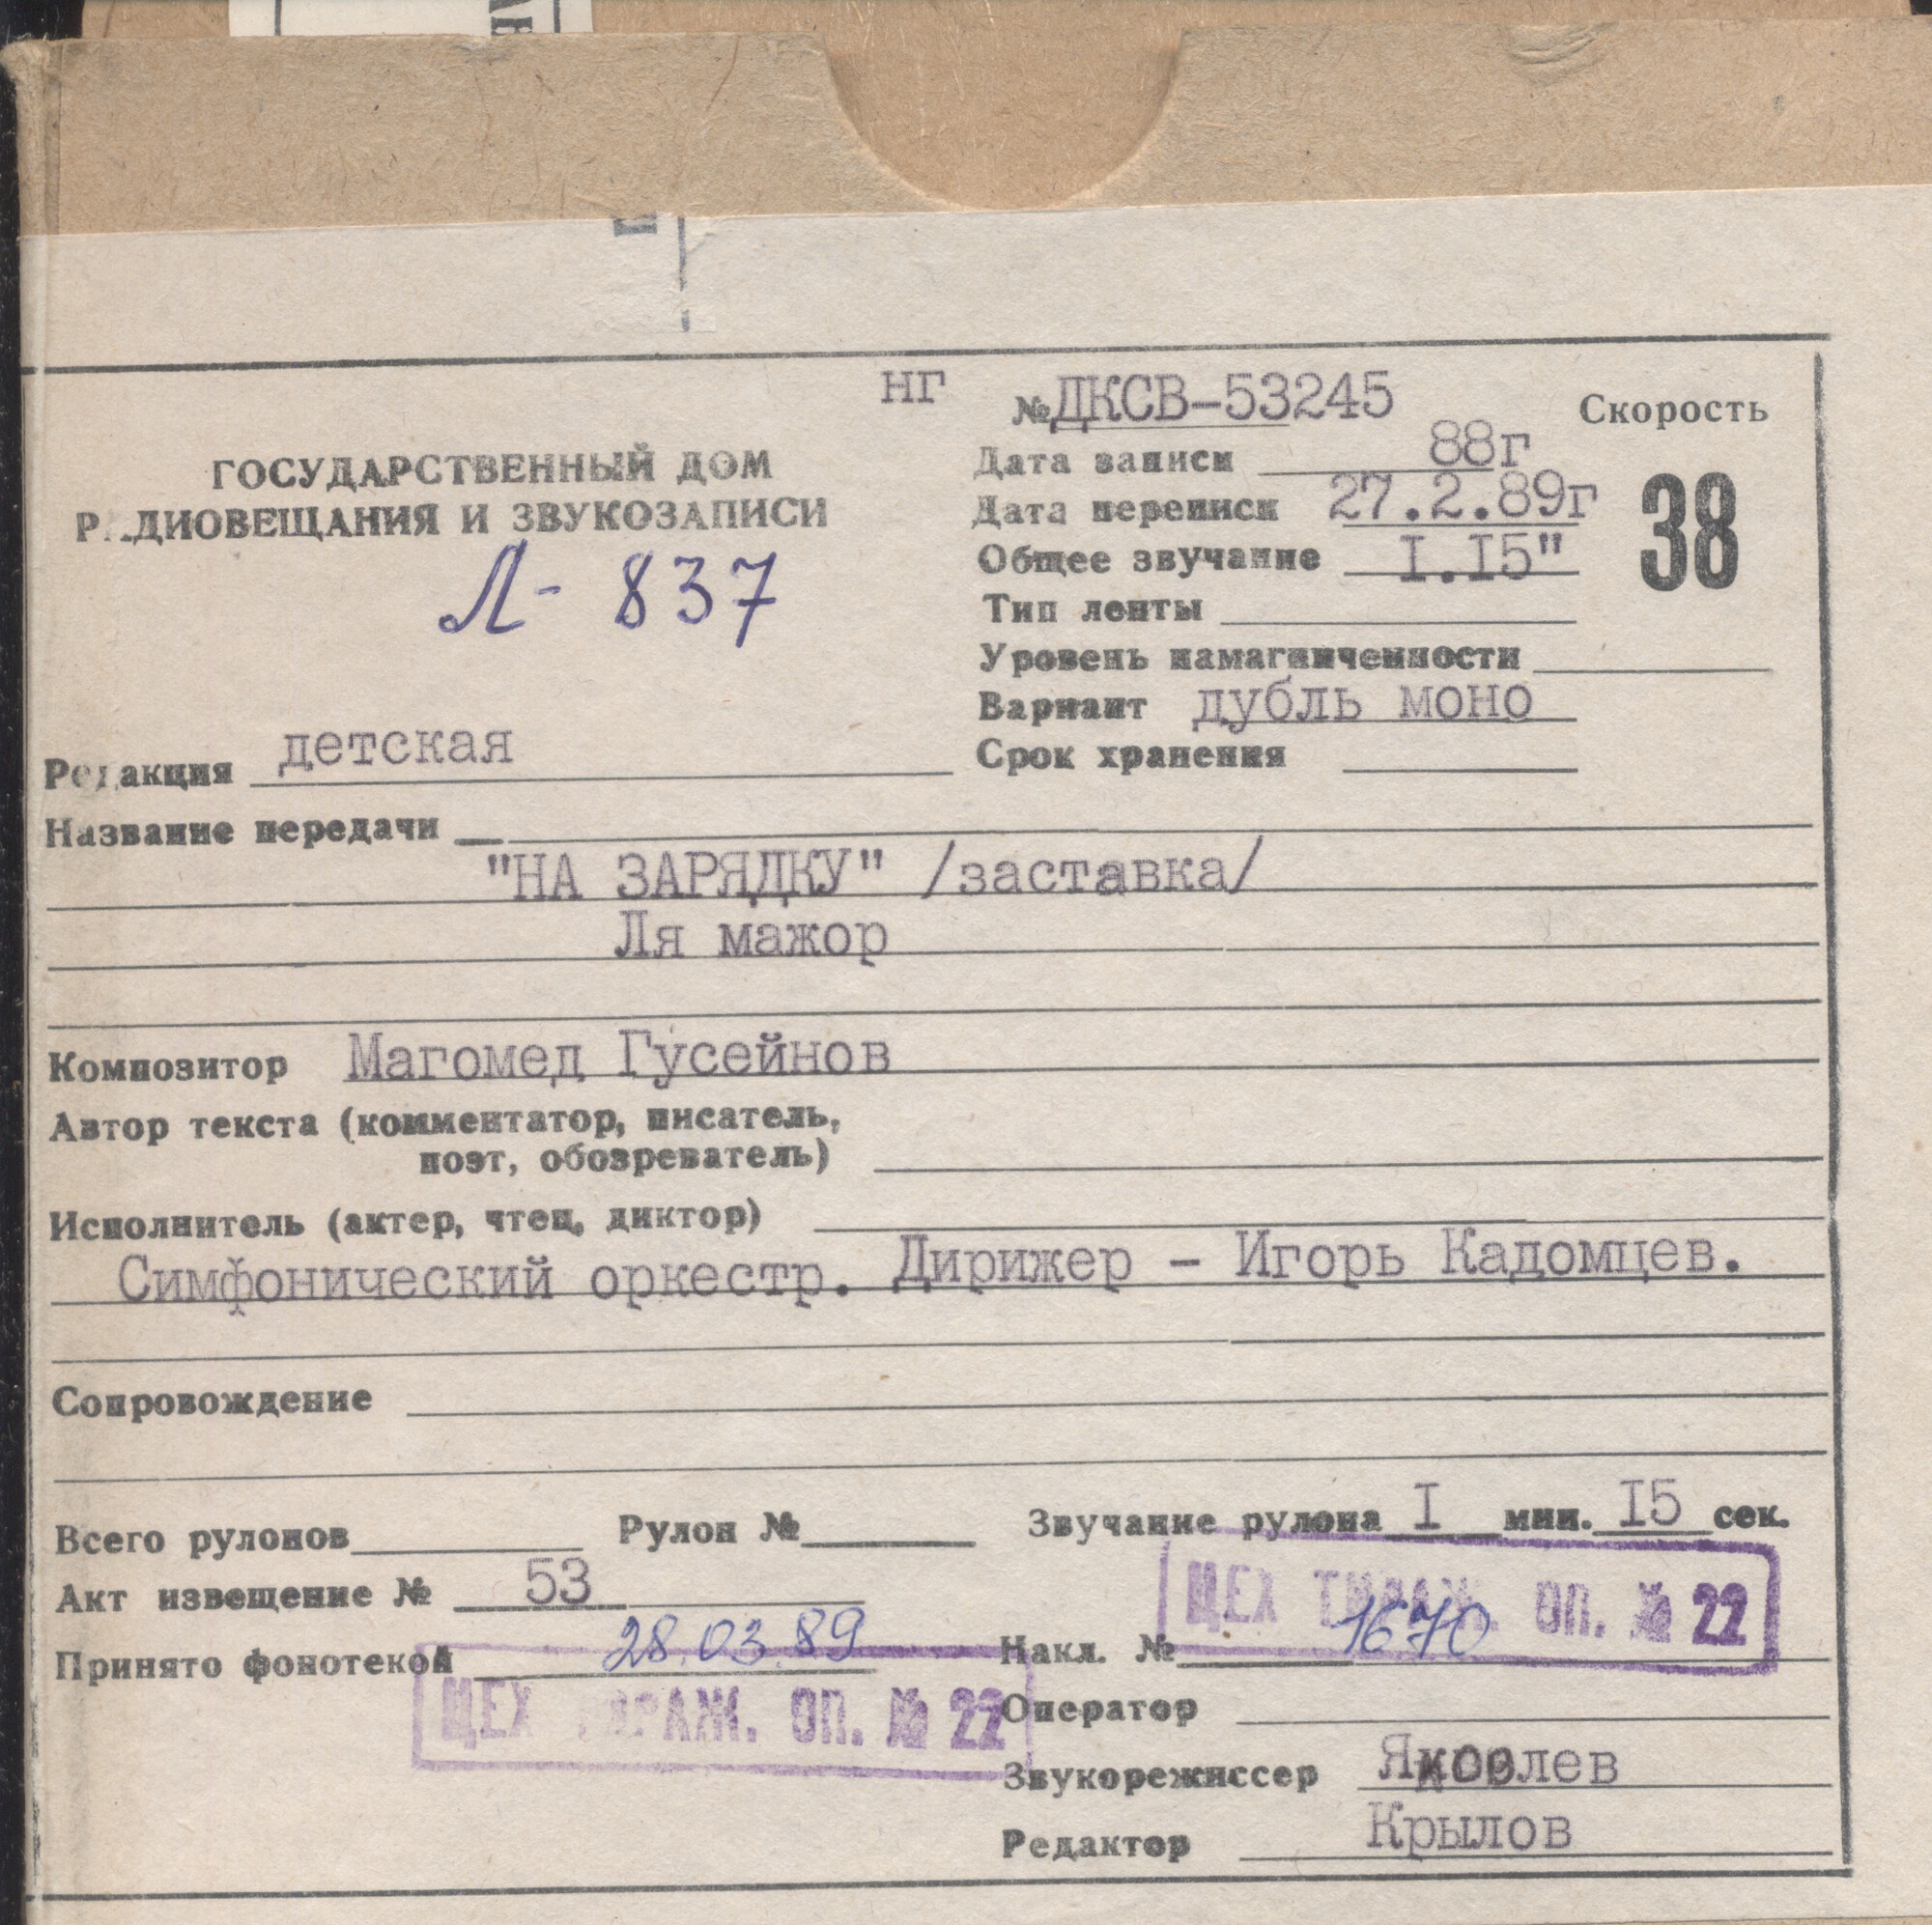 НГ №ДКСВ-53245 Скорость
ГОСУДАРСТВЕННЫЙ ДОМ
РАДИОВЕЩАНИЯ И ЗВУКОЗАПИСИ
Л- 837
Дата записи 88г
Дата переписи 27.2.89г
38
Общее звучание I.I5"
Тип ленты
Уровень намагниченности
Вариант дубль моно
Срок хранения
Редакция детская
Название передачи
"НА ЗАРЯДКУ" /заставка/
Ля мажор
Композитор Магомед Гусейнов
Автор текста (комментатор, писатель,
поэт, обозреватель)
Исполнитель (актер, чтец, диктор)
Симфонический оркестр. Дирижер – Игорь Кадомцев.
Сопровождение
Всего рулонов Рулон № Звучание рулона I мин. I5 сек.
Акт извещение № 53
ЦЕХ ТИРАЖ. ОП. № 22
Принято фонотекой 28.03.89
Накл. № 1670
ЦЕХ ТИРАЖ. ОП. № 22
Оператор
Звукорежиссер Яковлев
Редактор Крылов